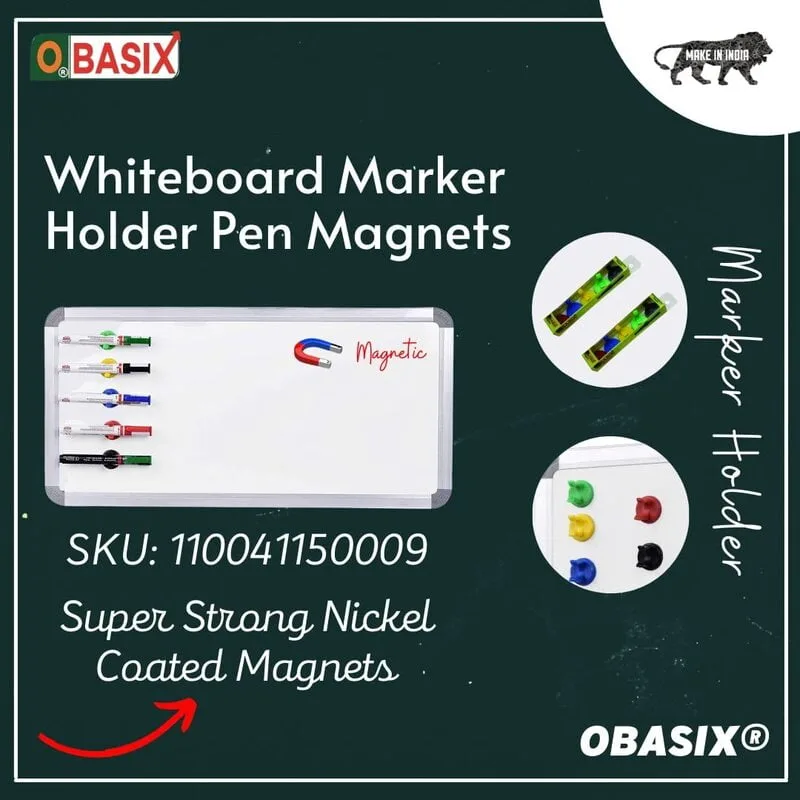 OBASIX®
MAKE IN INDIA
Whiteboard Marker
Holder Pen Magnets
Magnetic
Marker Holder
SKU: 110041150009
Super Strong Nickel
Coated Magnets
OBASIX®